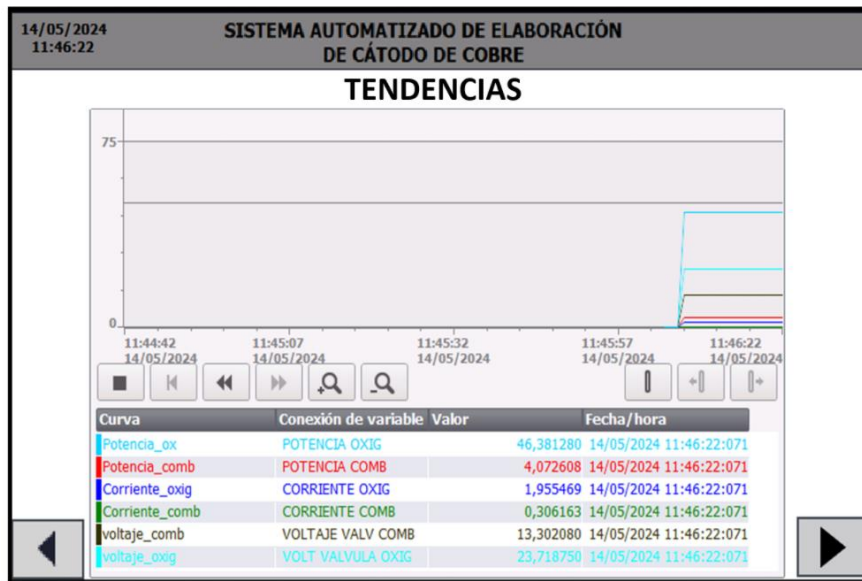 14/05/2024
11:46:22
SISTEMA AUTOMATIZADO DE ELABORACIÓN
DE CÁTODO DE COBRE
TENDENCIAS
75
0
11:44:42 11:45:07 11:45:32 11:45:57 11:46:22
14/05/2024 14/05/2024 14/05/2024 14/05/2024 14/05/2024
Curva Conexión de variable Valor Fecha/hora
Potencia_ox POTENCIA OXIG 46,381280 14/05/2024 11:46:22:071
Potencia_comb POTENCIA COMB 4,072608 14/05/2024 11:46:22:071
Corriente_oxig CORRIENTE OXIG 1,955469 14/05/2024 11:46:22:071
Corriente_comb CORRIENTE COMB 0,306163 14/05/2024 11:46:22:071
voltaje_comb VOLTAJE VALV COMB 13,302080 14/05/2024 11:46:22:071
voltaje_oxig VOLT VALVULA OXIG 23,718750 14/05/2024 11:46:22:071